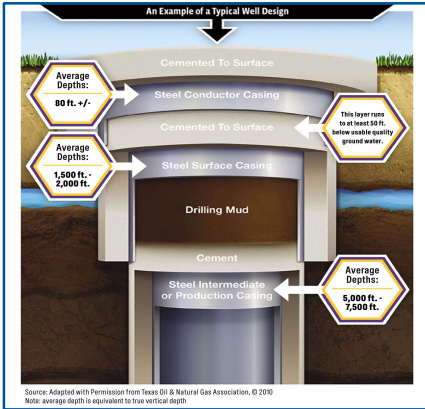 An Example of a Typical Well Design
Cemented To Surface
Average
Depths:
80 ft. +/-
Steel Conductor Casing
Cemented To Surface
This layer runs
to at least 50 ft.
below usable quality
ground water.
Average
Depths:
1,500 ft. -
2,000 ft.
Steel Surface Casing
Drilling Mud
Cement
Steel Intermediate
or Production Casing
Average
Depths:
5,000 ft. -
7,500 ft.
Source: Adapted with Permission from Texas Oil & Natural Gas Association, © 2010
Note: average depth is equivalent to true vertical depth